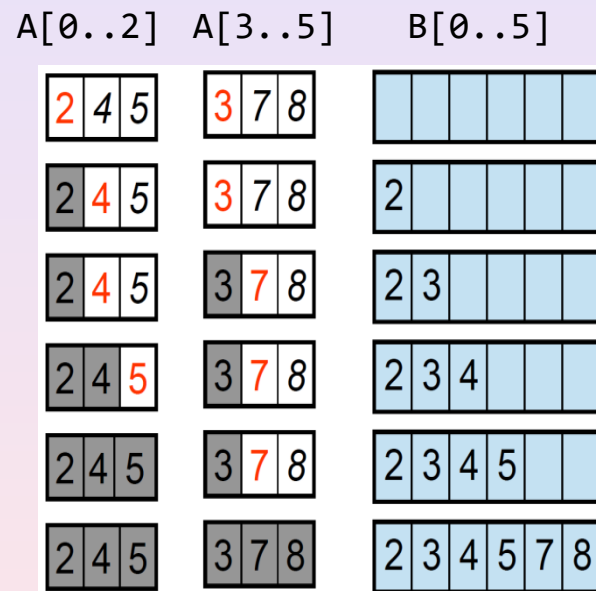 A[0..2] A[3..5] B[0..5]
2 4 5 3 7 8
2 4 5 3 7 8 2
2 4 5 3 7 8 2 3
2 4 5 3 7 8 2 3 4
2 4 5 3 7 8 2 3 4 5
2 4 5 3 7 8 2 3 4 5 7 8